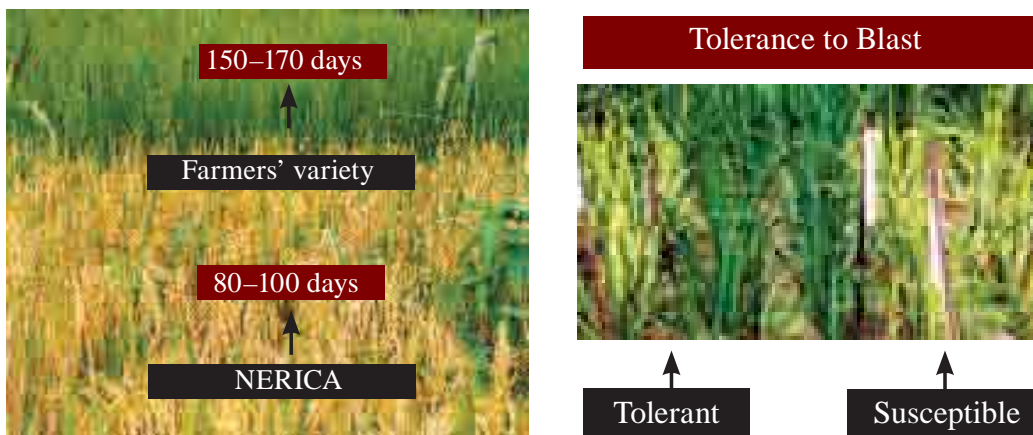 150–170 days
Farmers’ variety
80–100 days
NERICA
Tolerance to Blast
Tolerant
Susceptible